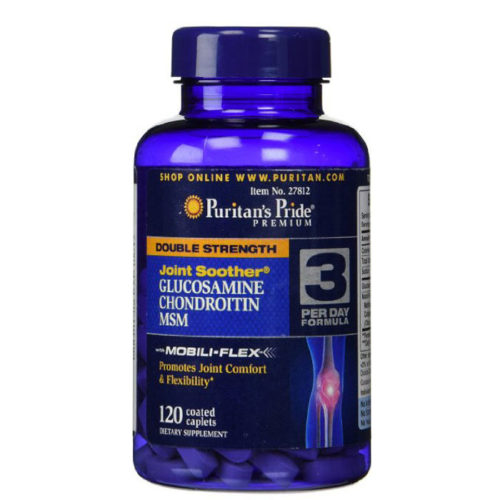 SHOP ONLINE WWW.PURITAN.COM
Item No. 27812
Puritan's Pride®
PREMIUM
DOUBLE STRENGTH
Joint Soother®
GLUCOSAMINE
CHONDROITIN
MSM
3
PER DAY
FORMULA
with MOBILI-FLEX
Promotes Joint Comfort
& Flexibility*
120 coated
caplets
DIETARY SUPPLEMENT